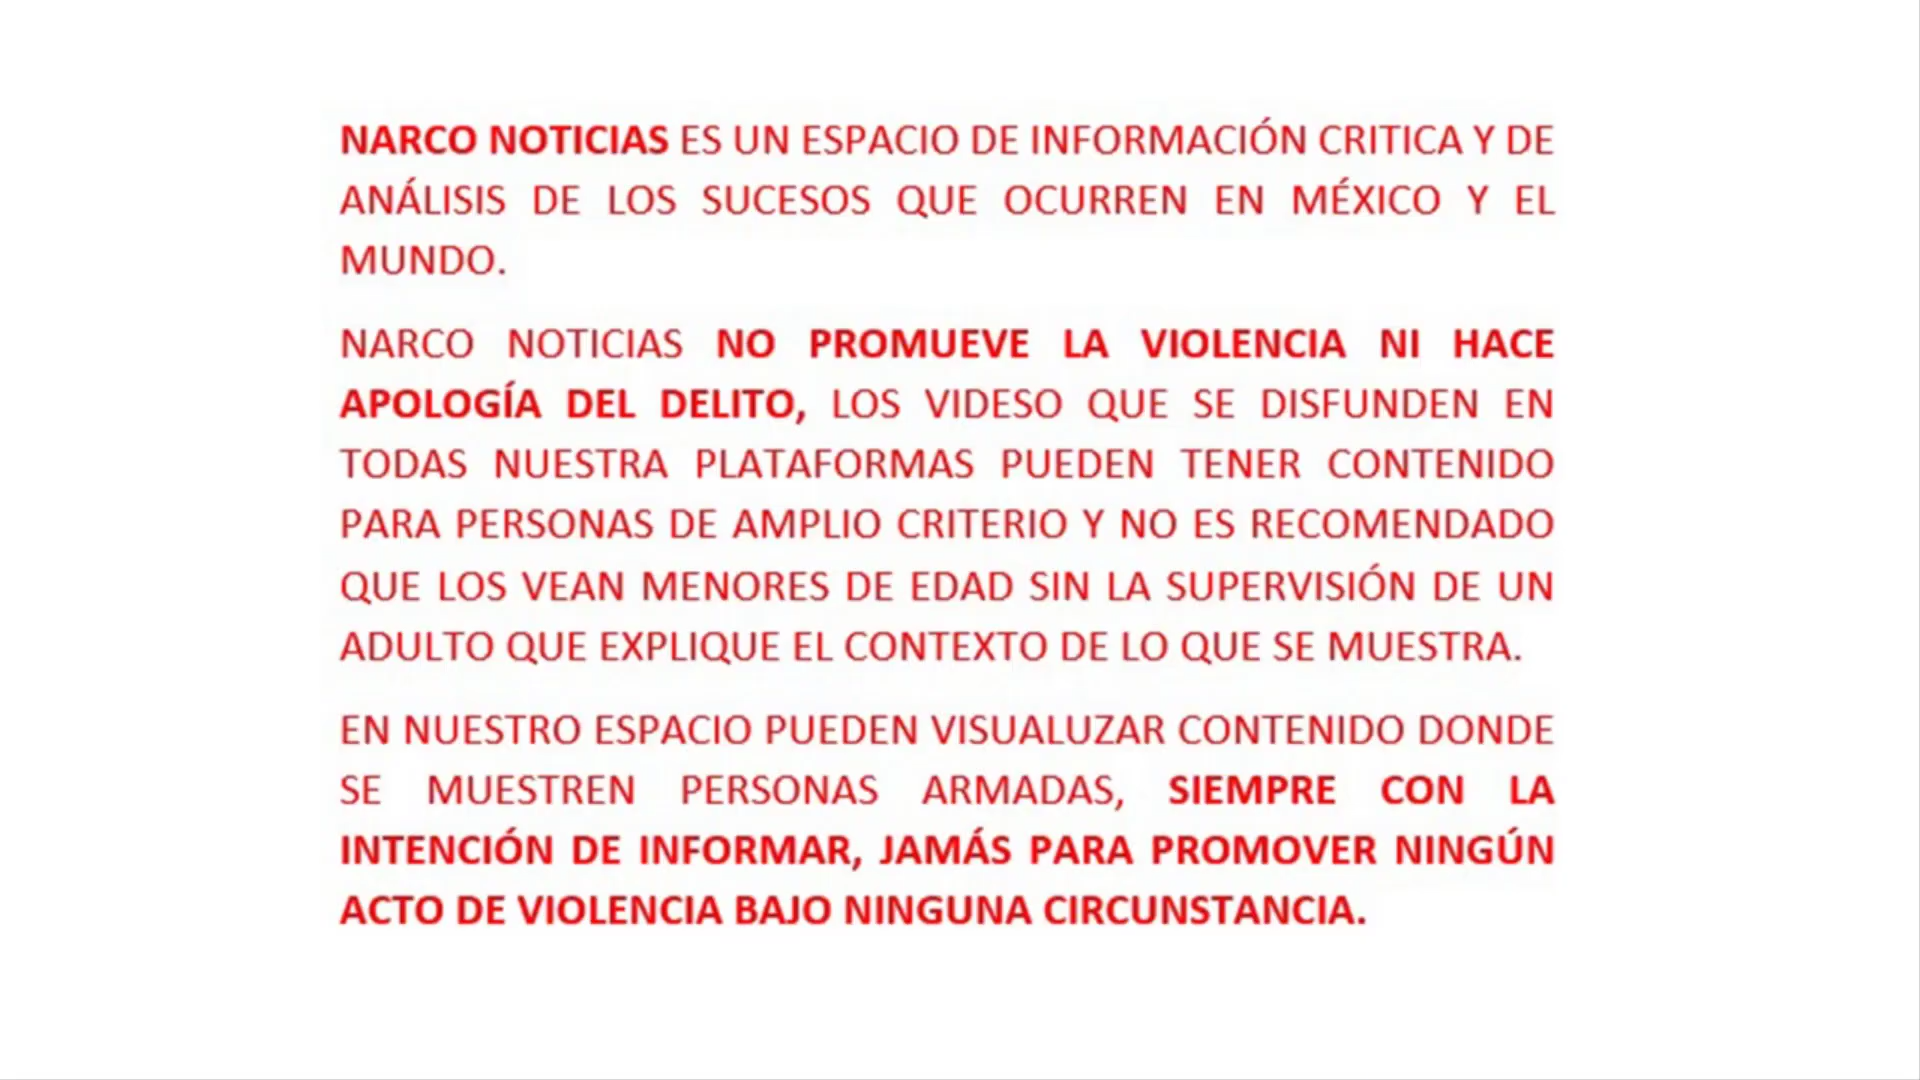 NARCO NOTICIAS ES UN ESPACIO DE INFORMACIÓN CRITICA Y DE
ANÁLISIS DE LOS SUCESOS QUE OCURREN EN MÉXICO Y EL
MUNDO.
NARCO NOTICIAS NO PROMUEVE LA VIOLENCIA NI HACE
APOLOGÍA DEL DELITO, LOS VIDESO QUE SE DISFUNDEN EN
TODAS NUESTRA PLATAFORMAS PUEDEN TENER CONTENIDO
PARA PERSONAS DE AMPLIO CRITERIO Y NO ES RECOMENDADO
QUE LOS VEAN MENORES DE EDAD SIN LA SUPERVISIÓN DE UN
ADULTO QUE EXPLIQUE EL CONTEXTO DE LO QUE SE MUESTRA.
EN NUESTRO ESPACIO PUEDEN VISUALUZAR CONTENIDO DONDE
SE MUESTREN PERSONAS ARMADAS, SIEMPRE CON LA
INTENCIÓN DE INFORMAR, JAMÁS PARA PROMOVER NINGÚN
ACTO DE VIOLENCIA BAJO NINGUNA CIRCUNSTANCIA.